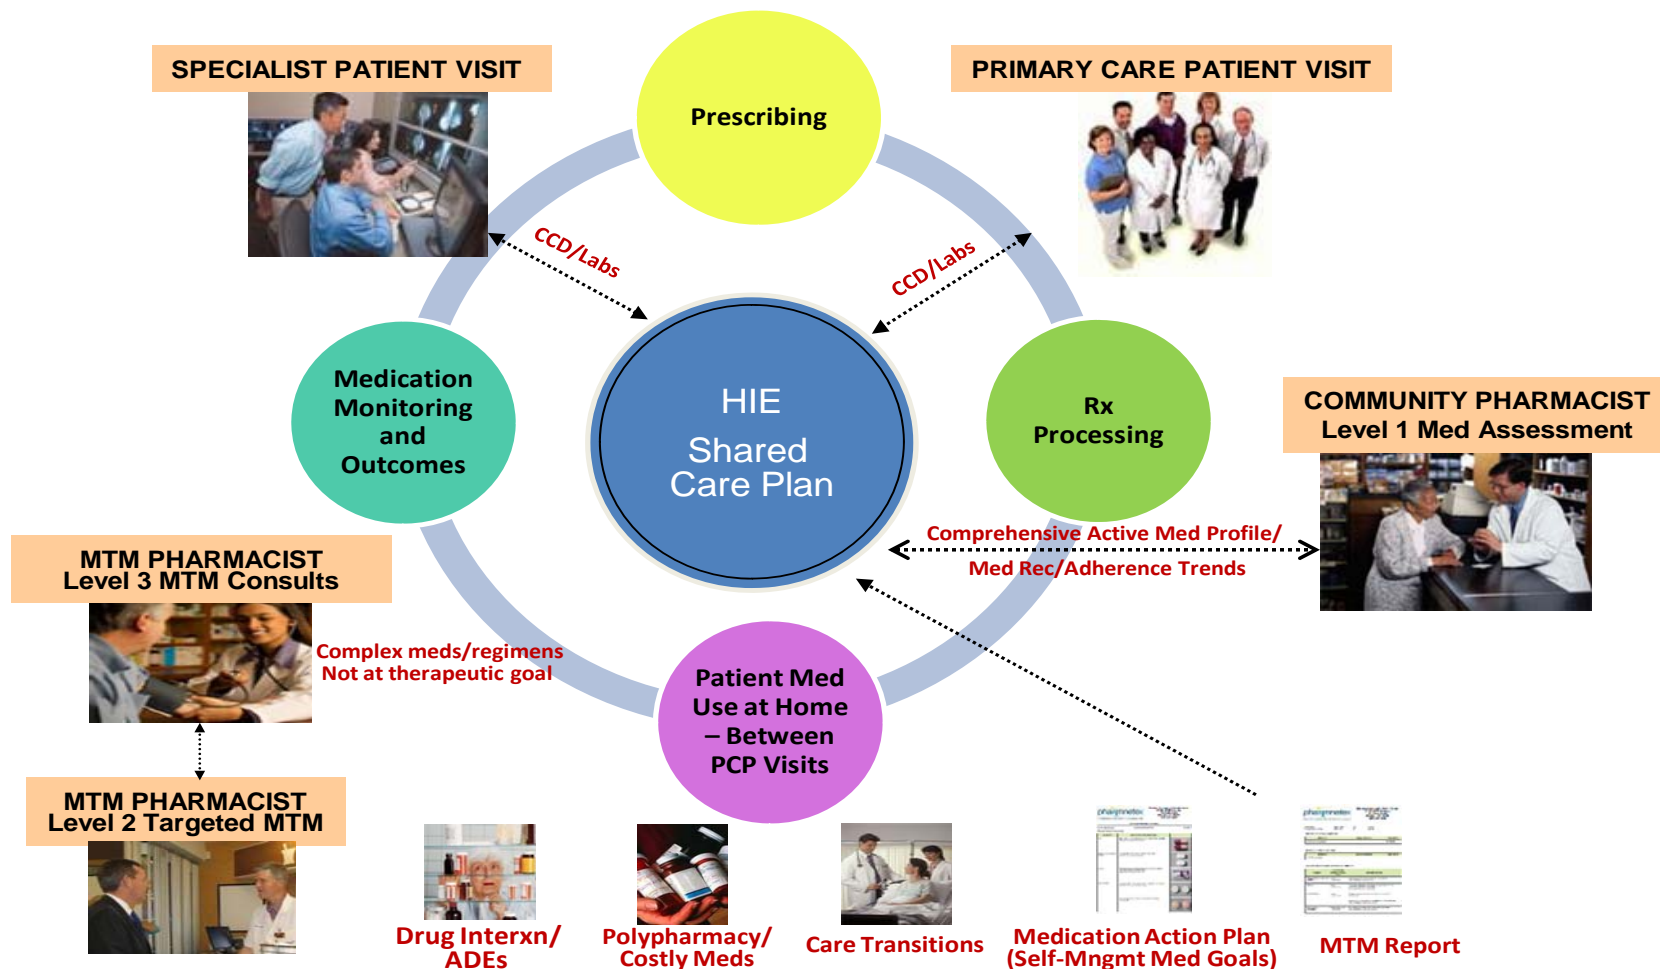 SPECIALIST PATIENT VISIT
PRIMARY CARE PATIENT VISIT
Prescribing
CCD/Labs
CCD/Labs
Medication
Monitoring
and
Outcomes
HIE
Shared
Care Plan
Rx
Processing
COMMUNITY PHARMACIST
Level 1 Med Assessment
Comprehensive Active Med Profile/
Med Rec/Adherence Trends
MTM PHARMACIST
Level 3 MTM Consults
Complex meds/regimens
Not at therapeutic goal
Patient Med
Use at Home
– Between
PCP Visits
MTM PHARMACIST
Level 2 Targeted MTM
pharmnetex
pharmnetex
Drug Interxn/
ADEs
Polypharmacy/
Costly Meds
Care Transitions
Medication Action Plan
(Self-Mngmt Med Goals)
MTM Report